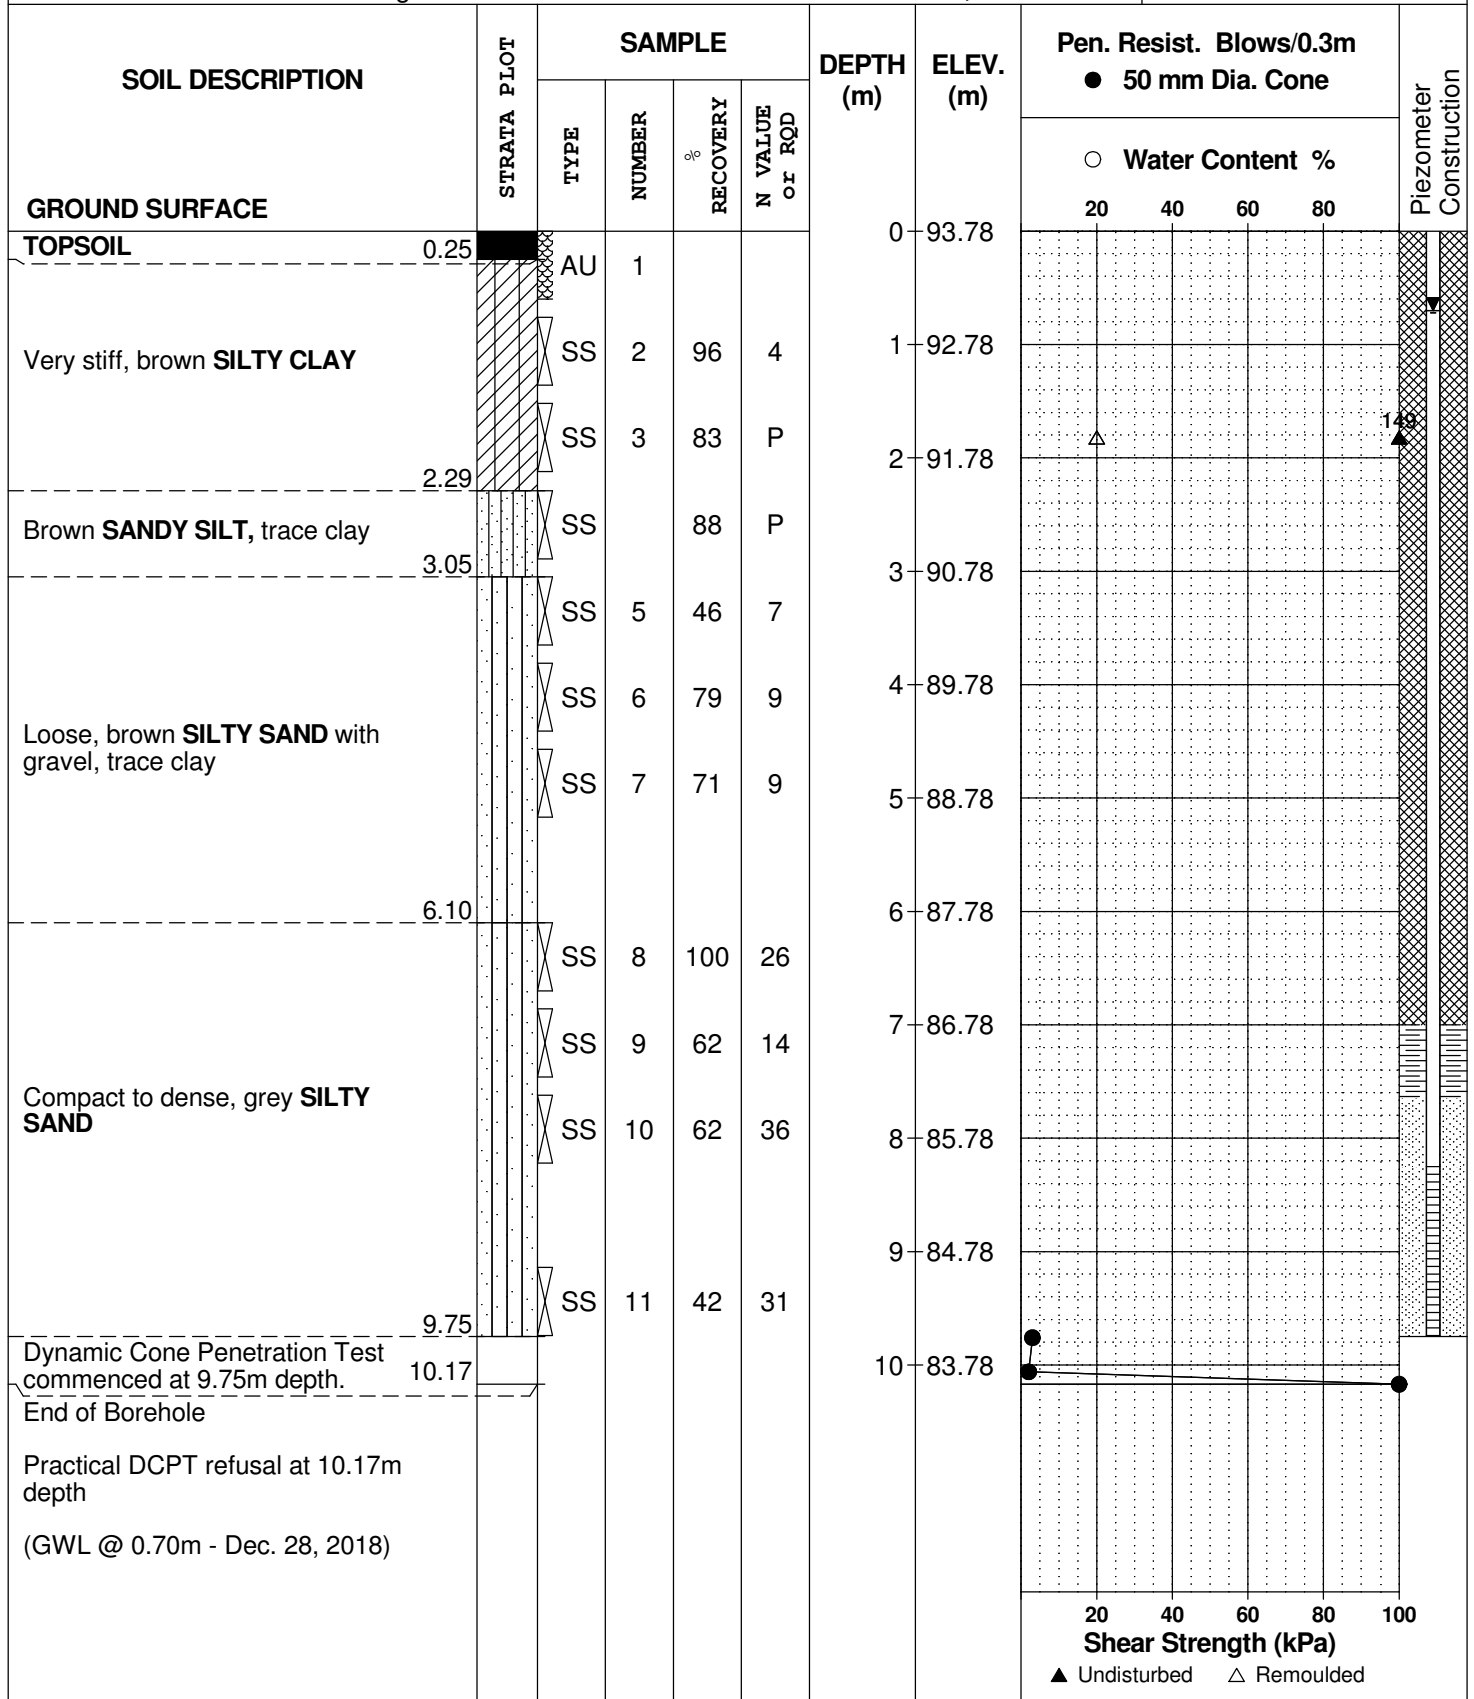 SOIL DESCRIPTION
GROUND SURFACE
STRATA PLOT
SAMPLE
TYPE
NUMBER
% RECOVERY
N VALUE or RQD
DEPTH (m)
ELEV. (m)
Pen. Resist. Blows/0.3m
● 50 mm Dia. Cone
○ Water Content %
20 40 60 80
Piezometer Construction
TOPSOIL 0.25
AU 1
0 93.78
Very stiff, brown SILTY CLAY
SS 2 96 4
1 92.78
SS 3 83 P
149
2 91.78
2.29
Brown SANDY SILT, trace clay
SS 88 P
3.05
3 90.78
SS 5 46 7
SS 6 79 9
4 89.78
Loose, brown SILTY SAND with
gravel, trace clay
SS 7 71 9
5 88.78
6.10
6 87.78
SS 8 100 26
7 86.78
SS 9 62 14
Compact to dense, grey SILTY
SAND
SS 10 62 36
8 85.78
9 84.78
SS 11 42 31
9.75
Dynamic Cone Penetration Test
commenced at 9.75m depth. 10.17
10 83.78
End of Borehole
Practical DCPT refusal at 10.17m
depth
(GWL @ 0.70m - Dec. 28, 2018)
20 40 60 80 100
Shear Strength (kPa)
▲ Undisturbed △ Remoulded